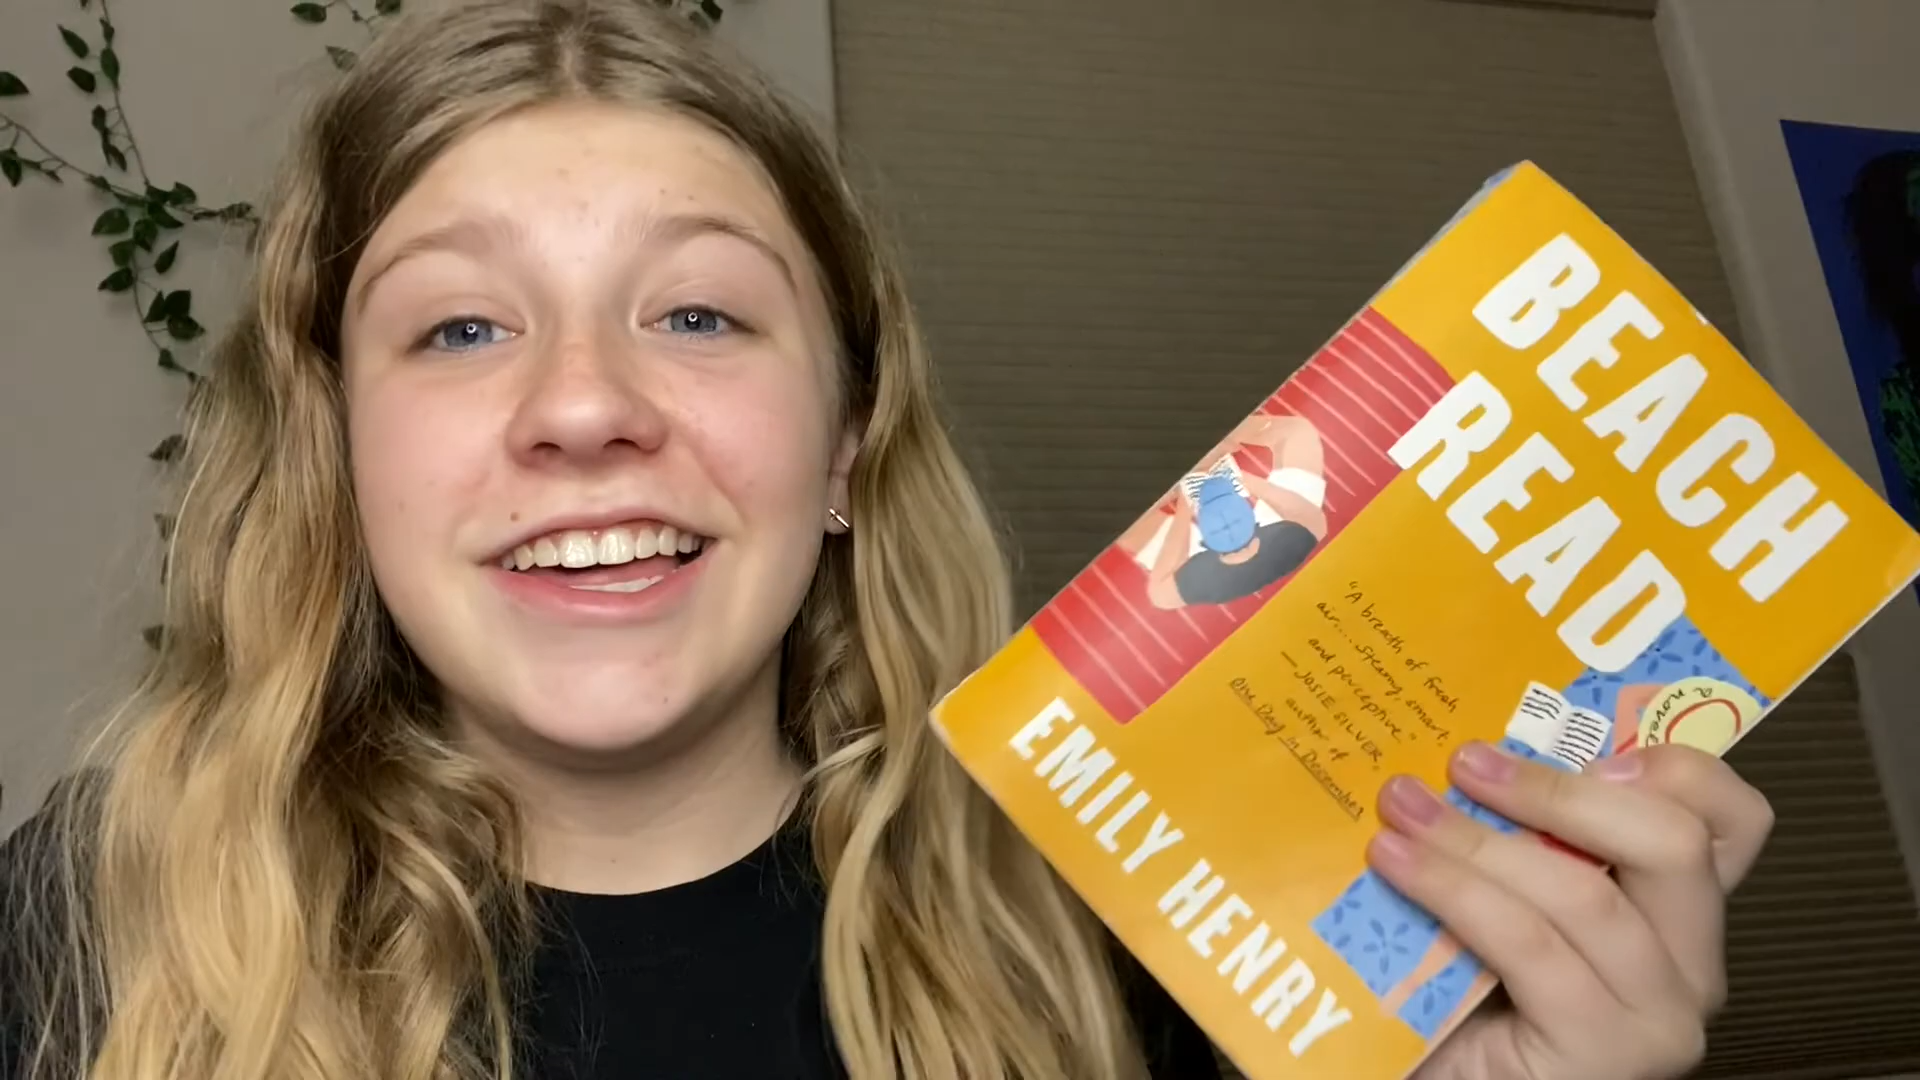 BEACH
READ
"A breath of fresh
air....steamy, smart,
and perceptive."
—JOSIE SILVER,
author of
One Day in December
a novel
EMILY HENRY